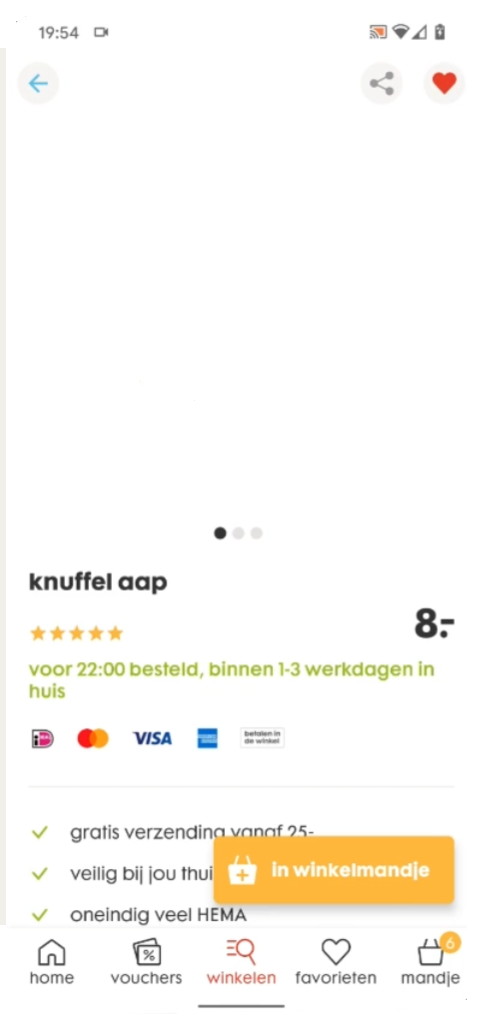 19:54
knuffel aap
8.-
voor 22:00 besteld, binnen 1-3 werkdagen in
huis
iDEAL
VISA
betalen in
de winkel
gratis verzending vanaf 25-
veilig bij jou thui
in winkelmandje
oneindig veel HEMA
6
home
vouchers
winkelen
favorieten
mandje